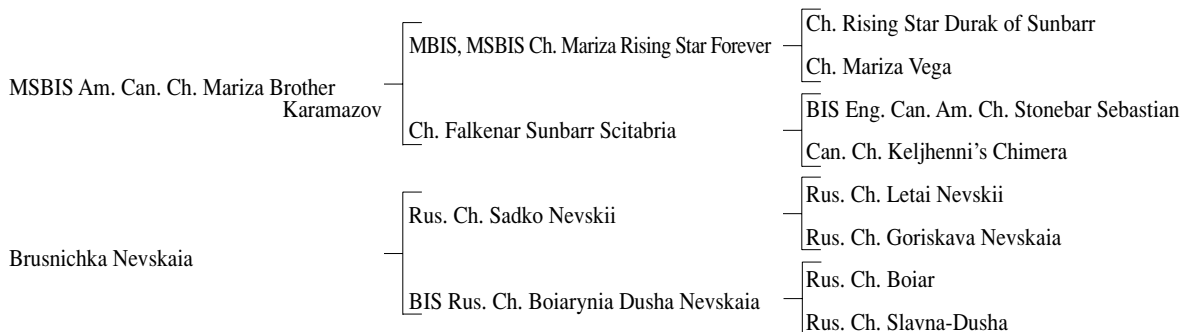 Ch. Rising Star Durak of Sunbarr
MBIS, MSBIS Ch. Mariza Rising Star Forever
Ch. Mariza Vega
MSBIS Am. Can. Ch. Mariza Brother
Karamazov
BIS Eng. Can. Am. Ch. Stonebar Sebastian
Ch. Falkenar Sunbarr Scitabria
Can. Ch. Keljhenni's Chimera
Rus. Ch. Letai Nevskii
Rus. Ch. Sadko Nevskii
Rus. Ch. Goriskava Nevskaia
Brusnichka Nevskaia
Rus. Ch. Boiar
BIS Rus. Ch. Boiarynia Dusha Nevskaia
Rus. Ch. Slavna-Dusha